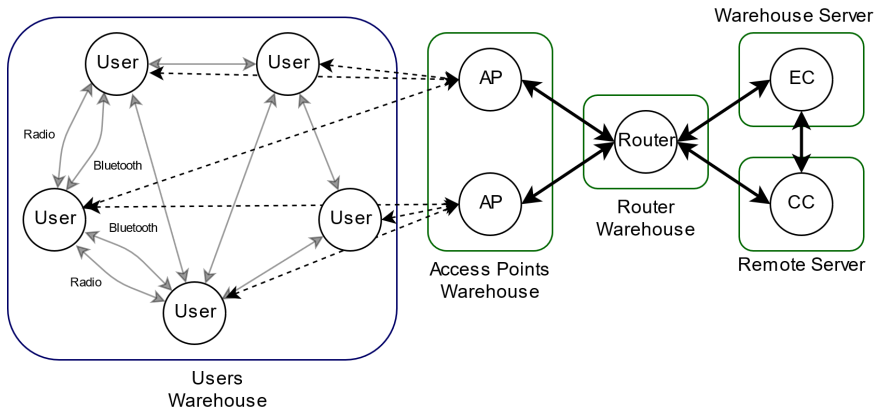 Warehouse Server
User
User
AP
EC
Radio
Bluetooth
Router
User
Bluetooth
User
AP
CC
Router
Warehouse
Radio
User
Access Points
Warehouse
Remote Server
Users
Warehouse